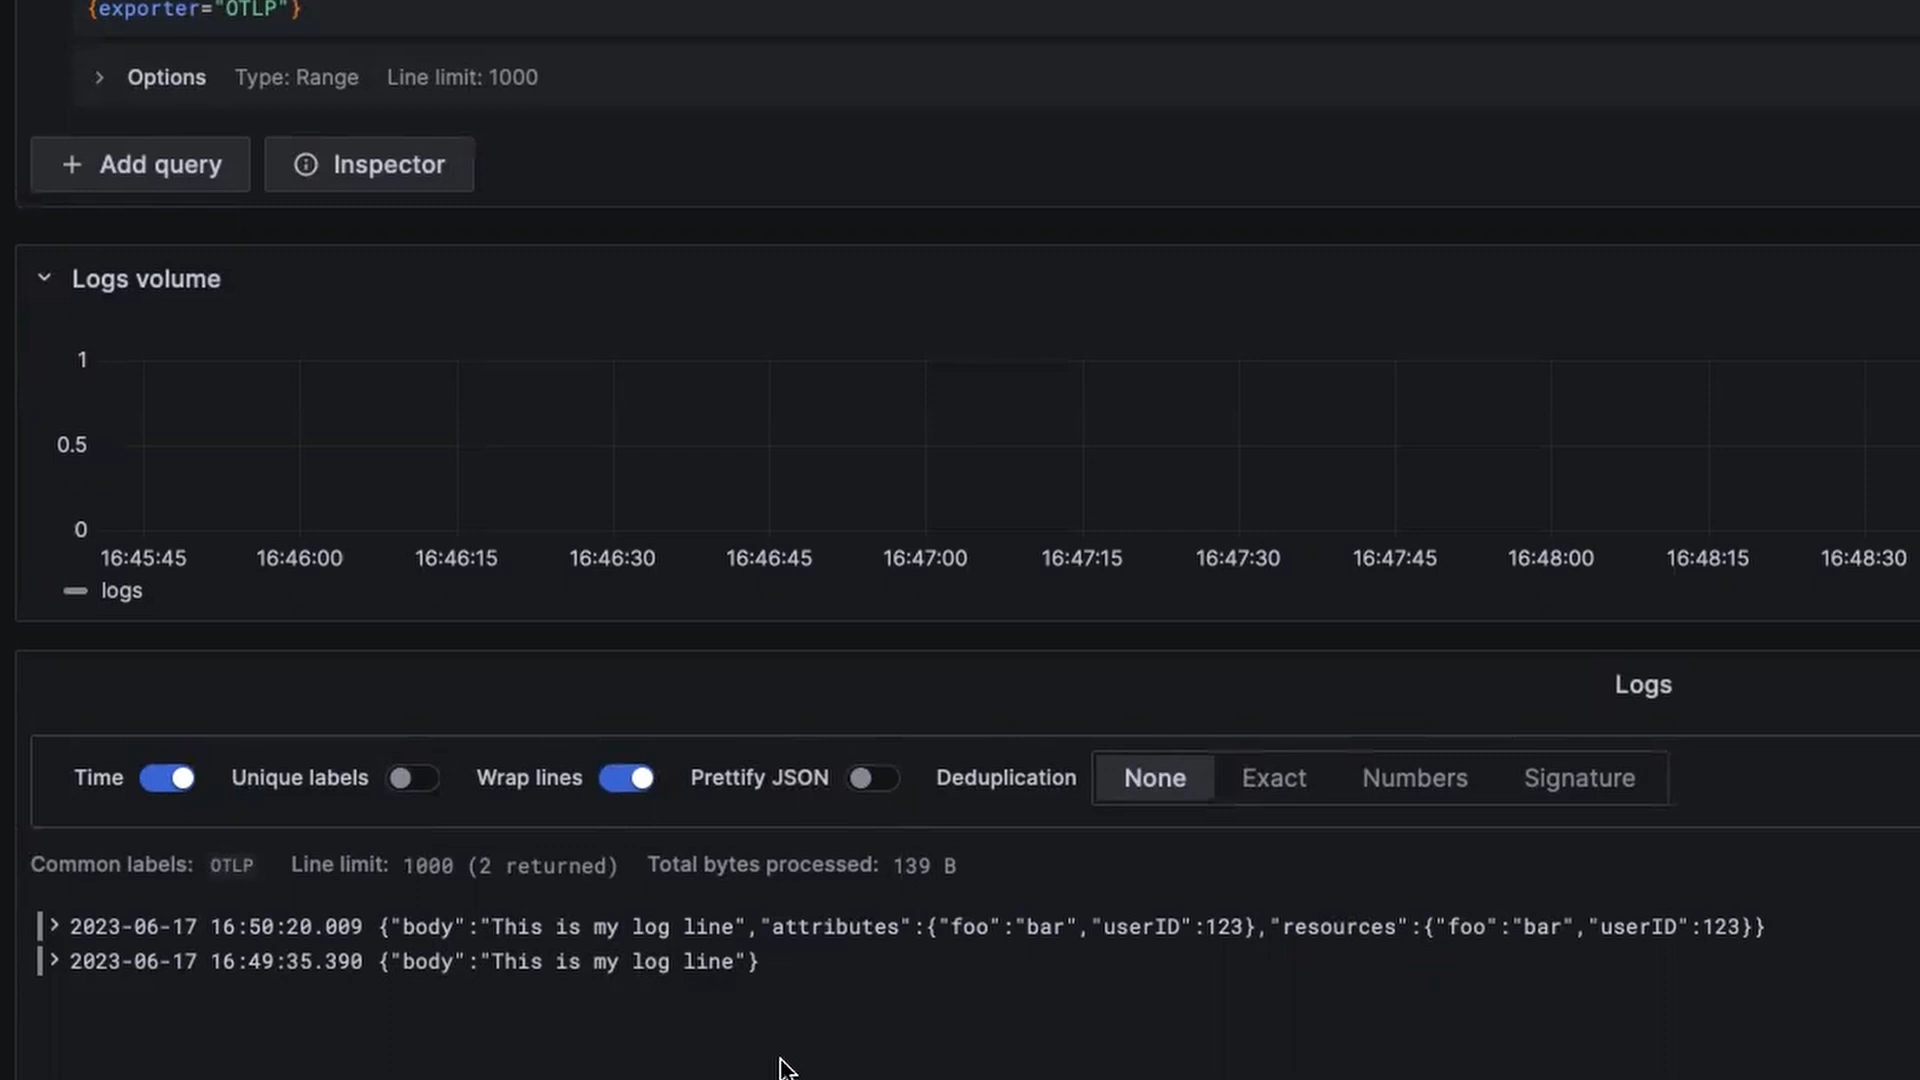 {exporter="OTLP"}
Options Type: Range Line limit: 1000
+ Add query Inspector
Logs volume
1
0.5
0
16:45:45 16:46:00 16:46:15 16:46:30 16:46:45 16:47:00 16:47:15 16:47:30 16:47:45 16:48:00 16:48:15 16:48:30
logs
Logs
Time Unique labels Wrap lines Prettify JSON Deduplication None Exact Numbers Signature
Common labels: OTLP Line limit: 1000 (2 returned) Total bytes processed: 139 B
2023-06-17 16:50:20.009 {"body":"This is my log line","attributes":{"foo":"bar","userID":123},"resources":{"foo":"bar","userID":123}}
2023-06-17 16:49:35.390 {"body":"This is my log line"}